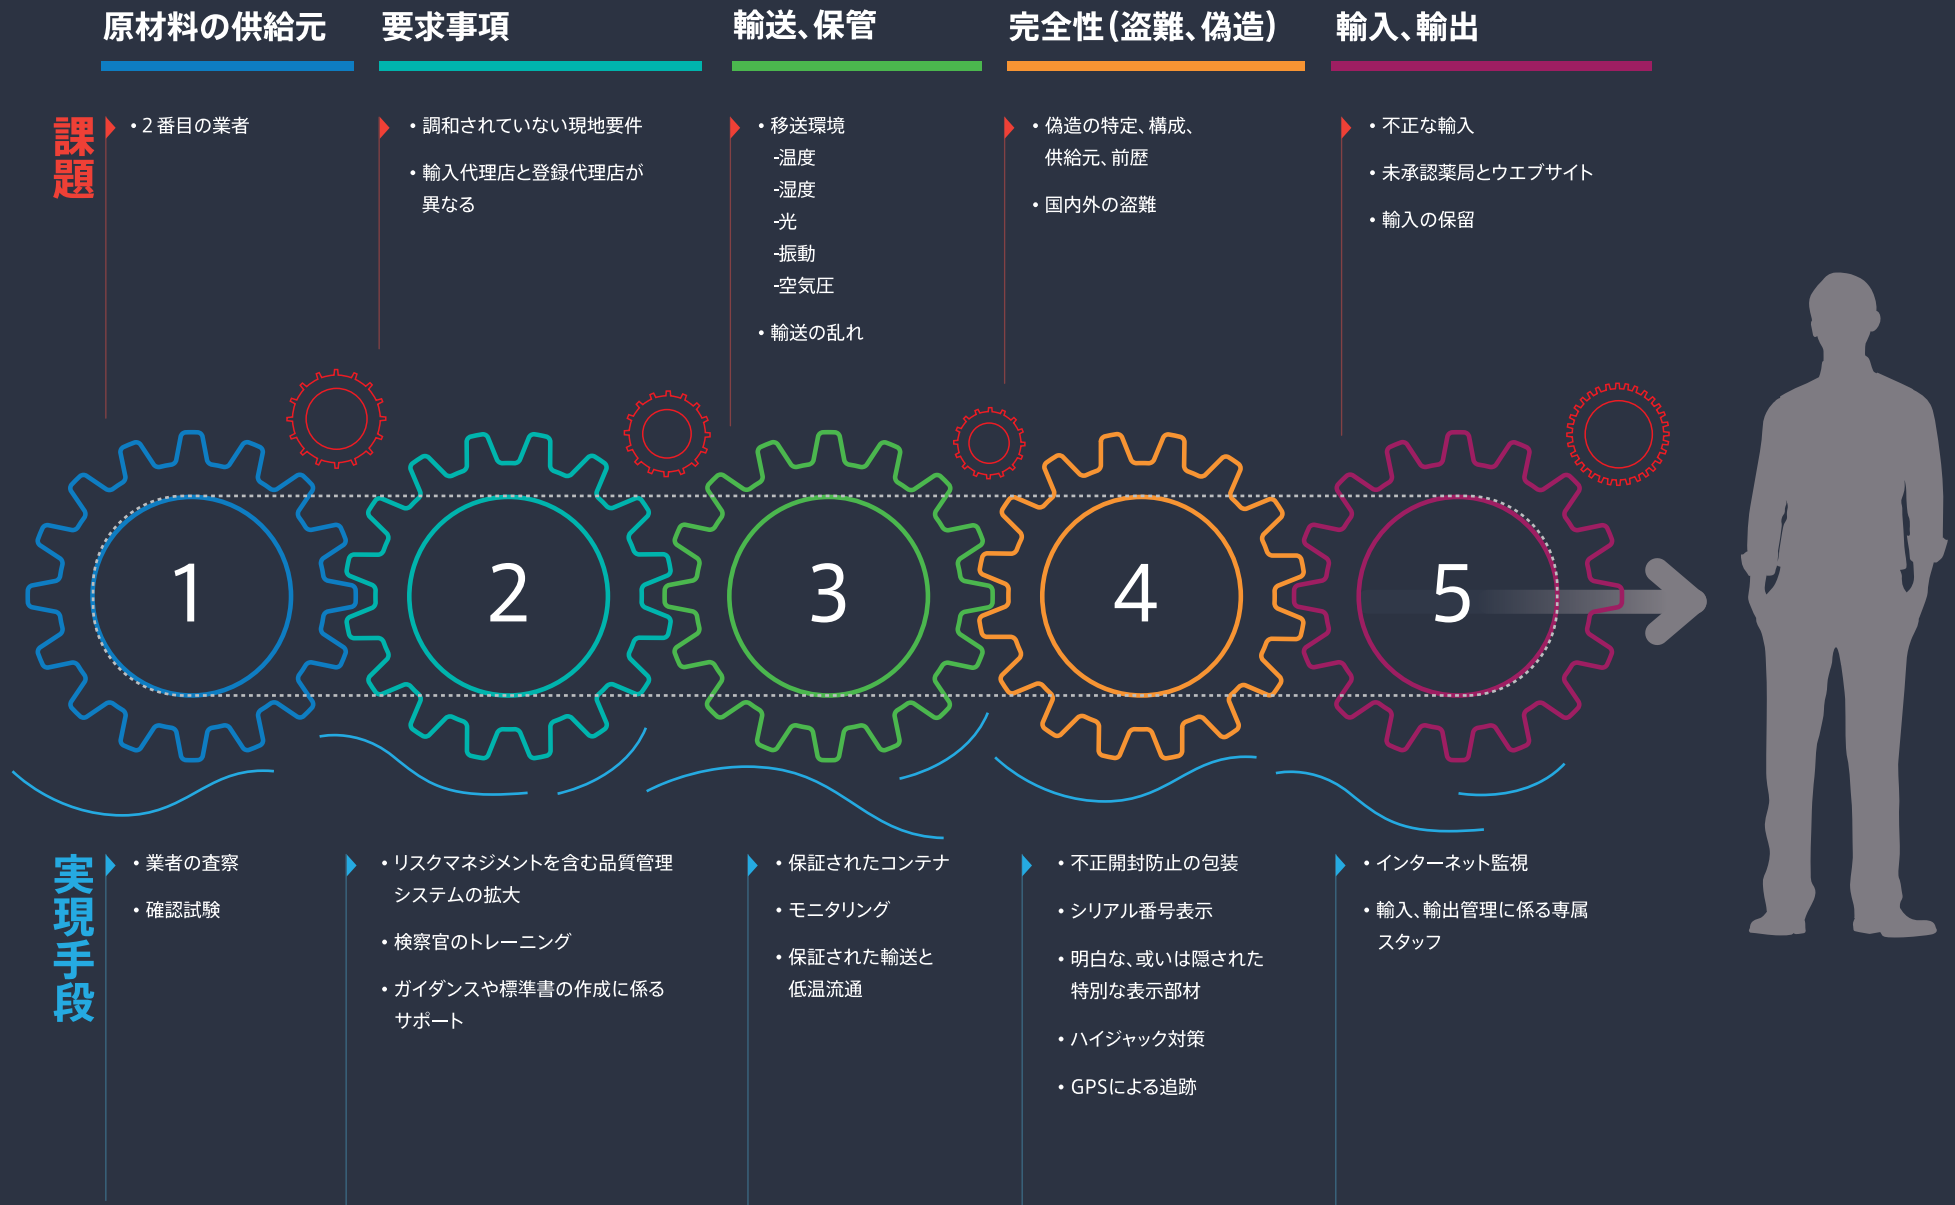 原材料の供給元
要求事項
輸送、保管
完全性(盗難、偽造)
輸入、輸出
課題
・2 番目の業者
・調和されていない現地要件
・輸入代理店と登録代理店が
異なる
・移送環境
-温度
-湿度
-光
-振動
-空気圧
・輸送の乱れ
・偽造の特定、構成、
供給元、前歴
・国内外の盗難
・不正な輸入
・未承認薬局とウエブサイト
・輸入の保留
1
2
3
4
5
実現手段
・業者の査察
・確認試験
・リスクマネジメントを含む品質管理
システムの拡大
・検察官のトレーニング
・ガイダンスや標準書の作成に係る
サポート
・保証されたコンテナ
・モニタリング
・保証された輸送と
低温流通
・不正開封防止の包装
・シリアル番号表示
・明白な、或いは隠された
特別な表示部材
・ハイジャック対策
・GPSによる追跡
・インターネット監視
・輸入、輸出管理に係る専属
スタッフ